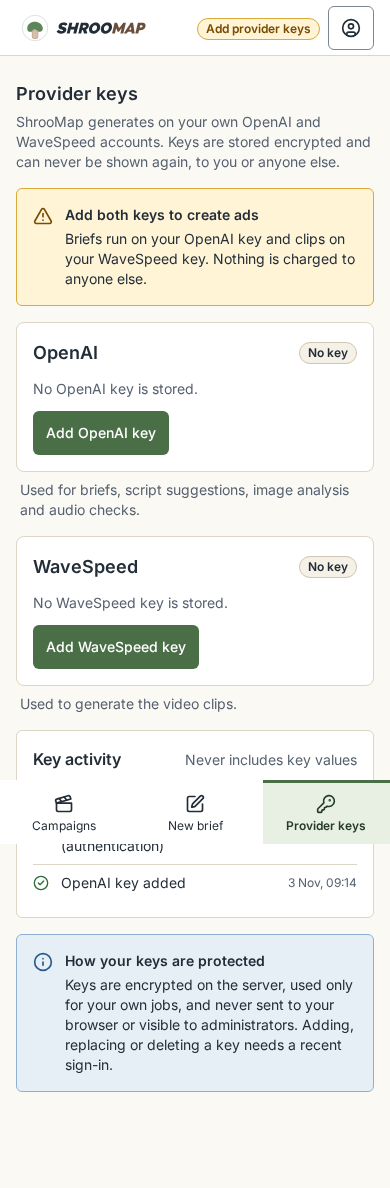 SHROOMAP
Add provider keys
Provider keys
ShrooMap generates on your own OpenAI and
WaveSpeed accounts. Keys are stored encrypted and
can never be shown again, to you or anyone else.
Add both keys to create ads
Briefs run on your OpenAI key and clips on
your WaveSpeed key. Nothing is charged to
anyone else.
OpenAI
No key
No OpenAI key is stored.
Add OpenAI key
Used for briefs, script suggestions, image analysis
and audio checks.
WaveSpeed
No key
No WaveSpeed key is stored.
Add WaveSpeed key
Used to generate the video clips.
Key activity
Never includes key values
Campaigns
New brief
Provider keys
(authentication)
OpenAI key added
3 Nov, 09:14
How your keys are protected
Keys are encrypted on the server, used only
for your own jobs, and never sent to your
browser or visible to administrators. Adding,
replacing or deleting a key needs a recent
sign-in.